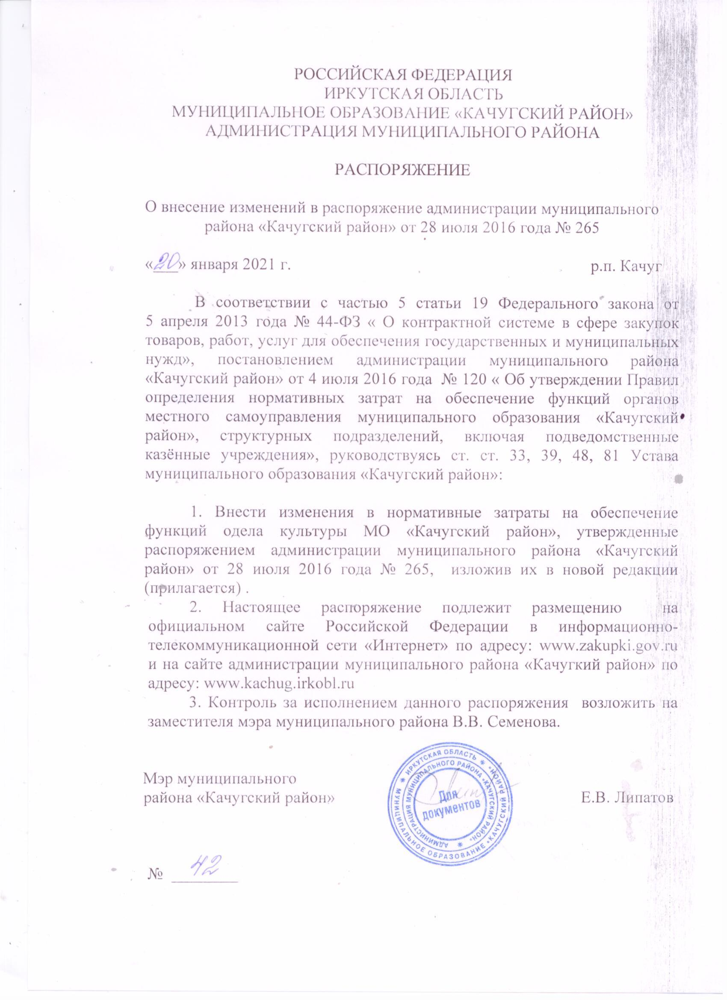 РОССИЙСКАЯ ФЕДЕРАЦИЯ
ИРКУТСКАЯ ОБЛАСТЬ
МУНИЦИПАЛЬНОЕ ОБРАЗОВАНИЕ «КАЧУГСКИЙ РАЙОН»
АДМИНИСТРАЦИЯ МУНИЦИПАЛЬНОГО РАЙОНА
РАСПОРЯЖЕНИЕ
О внесение изменений в распоряжение администрации муниципального
района «Качугский район» от 28 июля 2016 года № 265
«20» января 2021 г. р.п. Качуг
В соответствии с частью 5 статьи 19 Федерального закона от
5 апреля 2013 года № 44-ФЗ « О контрактной системе в сфере закупок
товаров, работ, услуг для обеспечения государственных и муниципальных
нужд», постановлением администрации муниципального района
«Качугский район» от 4 июля 2016 года № 120 « Об утверждении Правил
определения нормативных затрат на обеспечение функций органов
местного самоуправления муниципального образования «Качугский
район», структурных подразделений, включая подведомственные
казённые учреждения», руководствуясь ст. ст. 33, 39, 48, 81 Устава
муниципального образования «Качугский район»:
1. Внести изменения в нормативные затраты на обеспечение
функций одела культуры МО «Качугский район», утвержденные
распоряжением администрации муниципального района «Качугский
район» от 28 июля 2016 года № 265, изложив их в новой редакции
(прилагается) .
2. Настоящее распоряжение подлежит размещению на
официальном сайте Российской Федерации в информационно-
телекоммуникационной сети «Интернет» по адресу: www.zakupki.gov.ru
и на сайте администрации муниципального района «Качугкий район» по
адресу: www.kachug.irkobl.ru
3. Контроль за исполнением данного распоряжения возложить на
заместителя мэра муниципального района В.В. Семенова.
Мэр муниципального
района «Качугский район» Е.В. Липатов
МУНИЦИПАЛЬНОЕ ОБРАЗОВАНИЕ «КАЧУГСКИЙ РАЙОН» * ИРКУТСКАЯ ОБЛАСТЬ *
АДМИНИСТРАЦИЯ МУНИЦИПАЛЬНОГО РАЙОНА «КАЧУГСКИЙ РАЙОН» *
Для
документов
№ 42